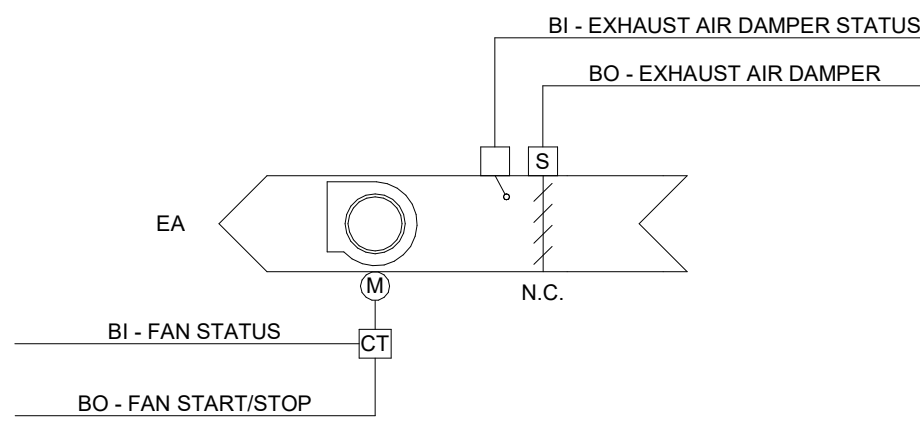 BI - EXHAUST AIR DAMPER STATUS
BO - EXHAUST AIR DAMPER
S
EA
M
N.C.
BI - FAN STATUS
CT
BO - FAN START/STOP